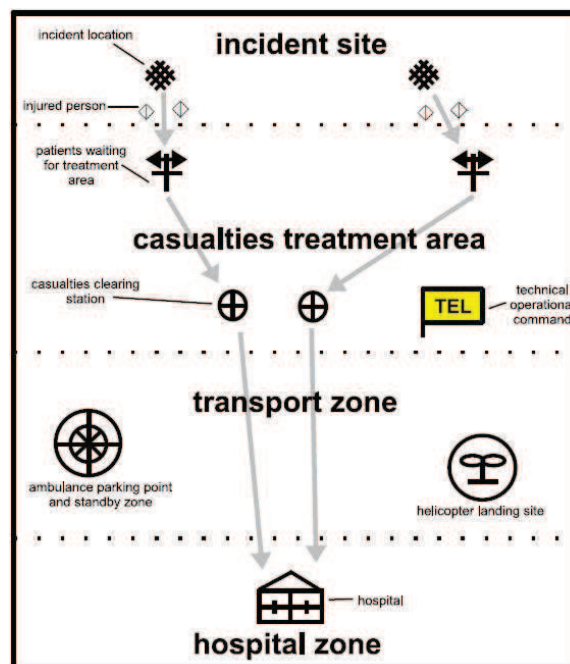 incident location
incident site
injured person
patients waiting
for treatment
area
casualties treatment area
casualties clearing
station
TEL
technical
operational
command
transport zone
ambulance parking point
and standby zone
helicopter landing site
hospital
hospital zone